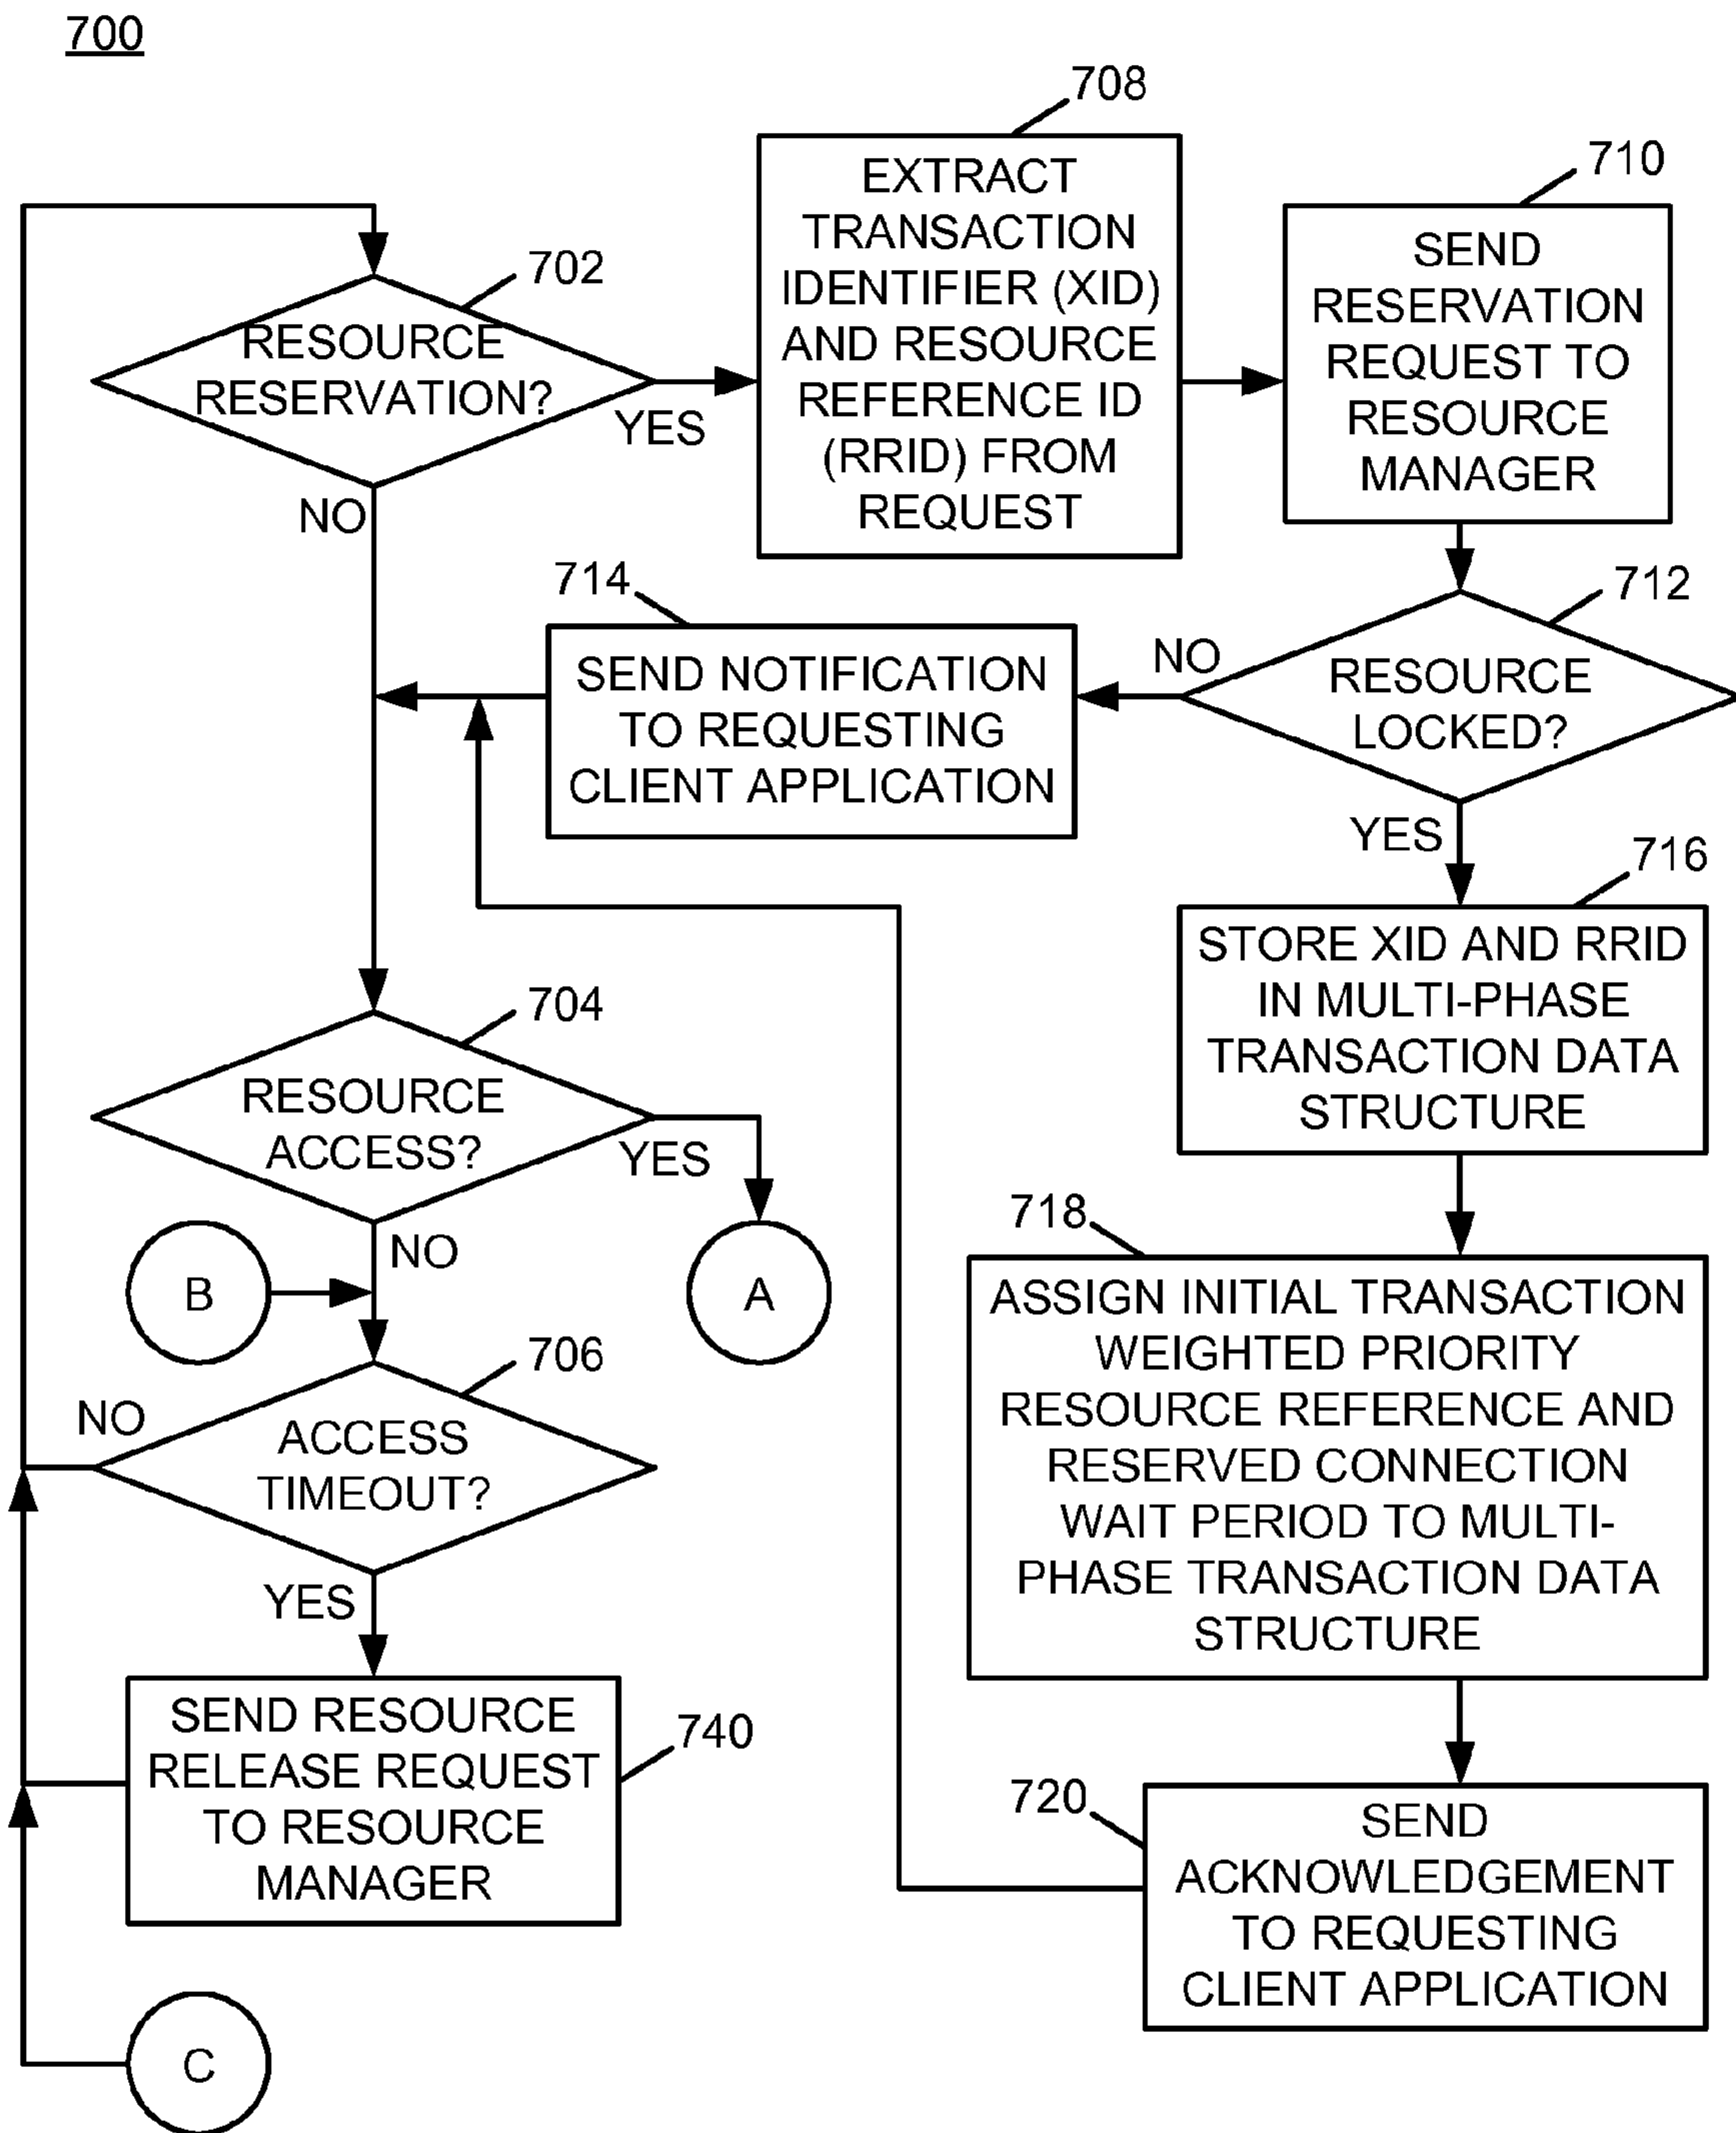 700
708
EXTRACT
TRANSACTION
IDENTIFIER (XID)
AND RESOURCE
REFERENCE ID
(RRID) FROM
REQUEST
710
SEND
RESERVATION
REQUEST TO
RESOURCE
MANAGER
702
RESOURCE
RESERVATION?
YES
NO
714
SEND NOTIFICATION
TO REQUESTING
CLIENT APPLICATION
712
NO
RESOURCE
LOCKED?
YES
716
STORE XID AND RRID
IN MULTI-PHASE
TRANSACTION DATA
STRUCTURE
704
RESOURCE
ACCESS?
YES
NO
B
A
718
ASSIGN INITIAL TRANSACTION
WEIGHTED PRIORITY
RESOURCE REFERENCE AND
RESERVED CONNECTION
WAIT PERIOD TO MULTI-
PHASE TRANSACTION DATA
STRUCTURE
706
NO
ACCESS
TIMEOUT?
YES
SEND RESOURCE
RELEASE REQUEST
TO RESOURCE
MANAGER
740
720
SEND
ACKNOWLEDGEMENT
TO REQUESTING
CLIENT APPLICATION
C